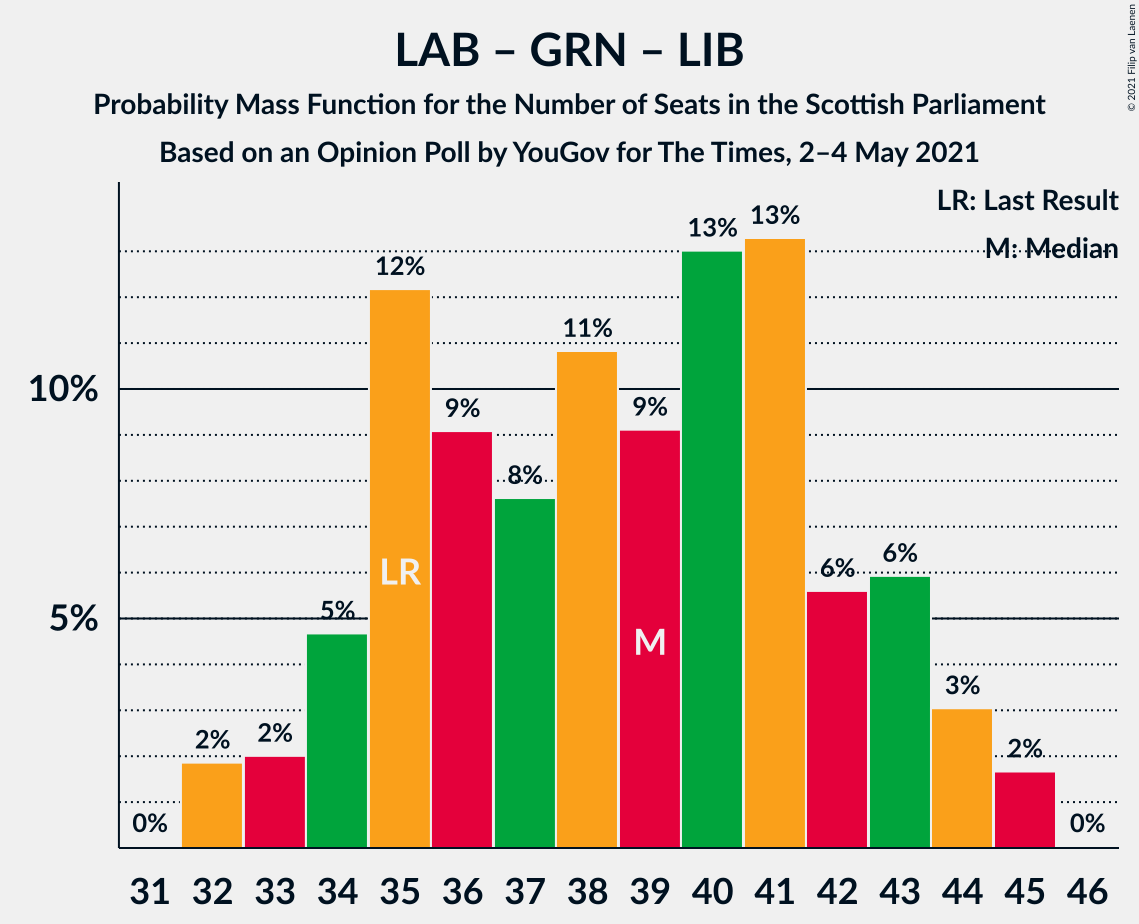 LAB – GRN – LIB
Probability Mass Function for the Number of Seats in the Scottish Parliament
Based on an Opinion Poll by YouGov for The Times, 2–4 May 2021
© 2021 Filip van Laenen
LR: Last Result
M: Median
10%
5%
0%
2%
2%
5%
12%
9%
8%
11%
9%
13%
13%
6%
6%
3%
2%
0%
LR
M
31 32 33 34 35 36 37 38 39 40 41 42 43 44 45 46